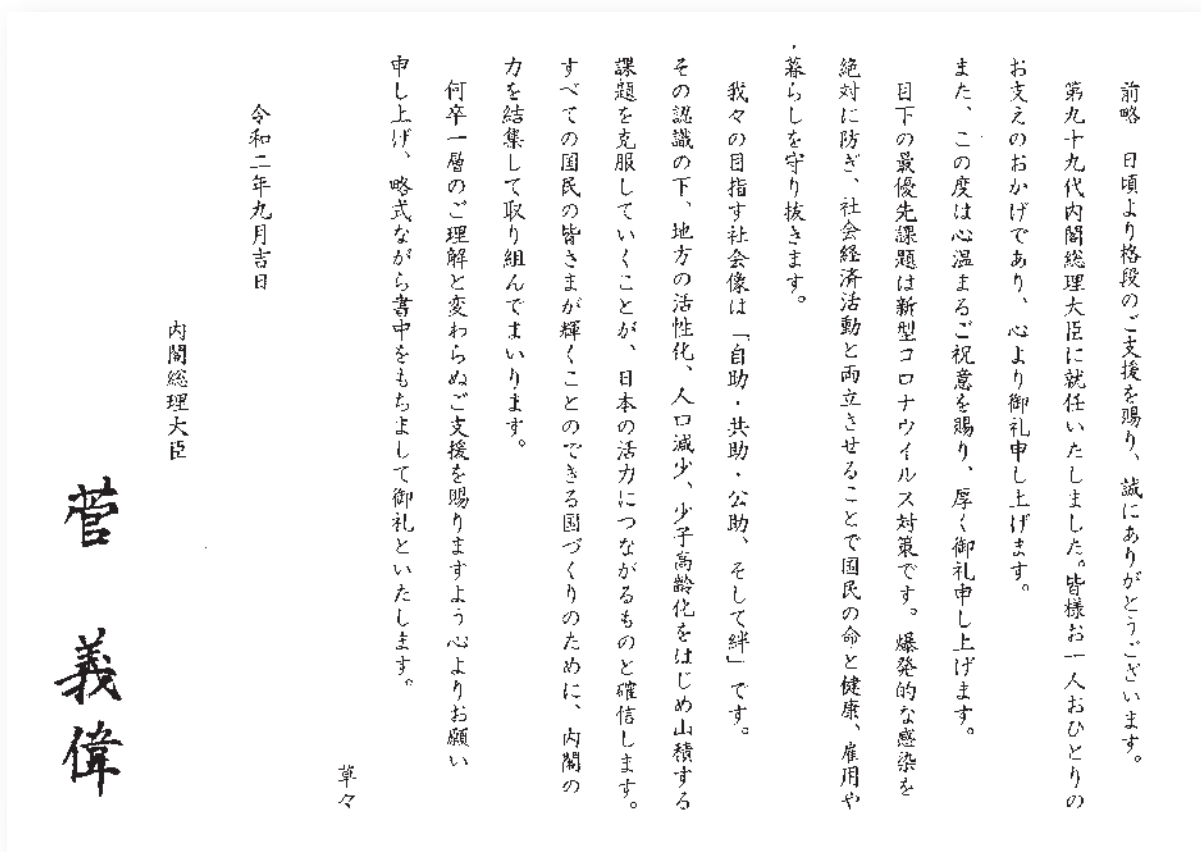 前略　日頃より格段のご支援を賜り、誠にありがとうございます。
第九十九代内閣総理大臣に就任いたしました。皆様お一人おひとりの
お支えのおかげであり、心より御礼申し上げます。
また、この度は心温まるご祝意を賜り、厚く御礼申し上げます。
目下の最優先課題は新型コロナウイルス対策です。爆発的な感染を
絶対に防ぎ、社会経済活動と両立させることで国民の命と健康、雇用や
暮らしを守り抜きます。
我々の目指す社会像は「自助・共助・公助、そして絆」です。
その認識の下、地方の活性化、人口減少、少子高齢化をはじめ山積する
課題を克服していくことが、日本の活力につながるものと確信します。
すべての国民の皆さまが輝くことのできる国づくりのために、内閣の
力を結集して取り組んでまいります。
何卒一層のご理解と変わらぬご支援を賜りますよう心よりお願い
申し上げ、略式ながら書中をもちまして御礼といたします。
草々
令和二年九月吉日
内閣総理大臣
菅　義偉